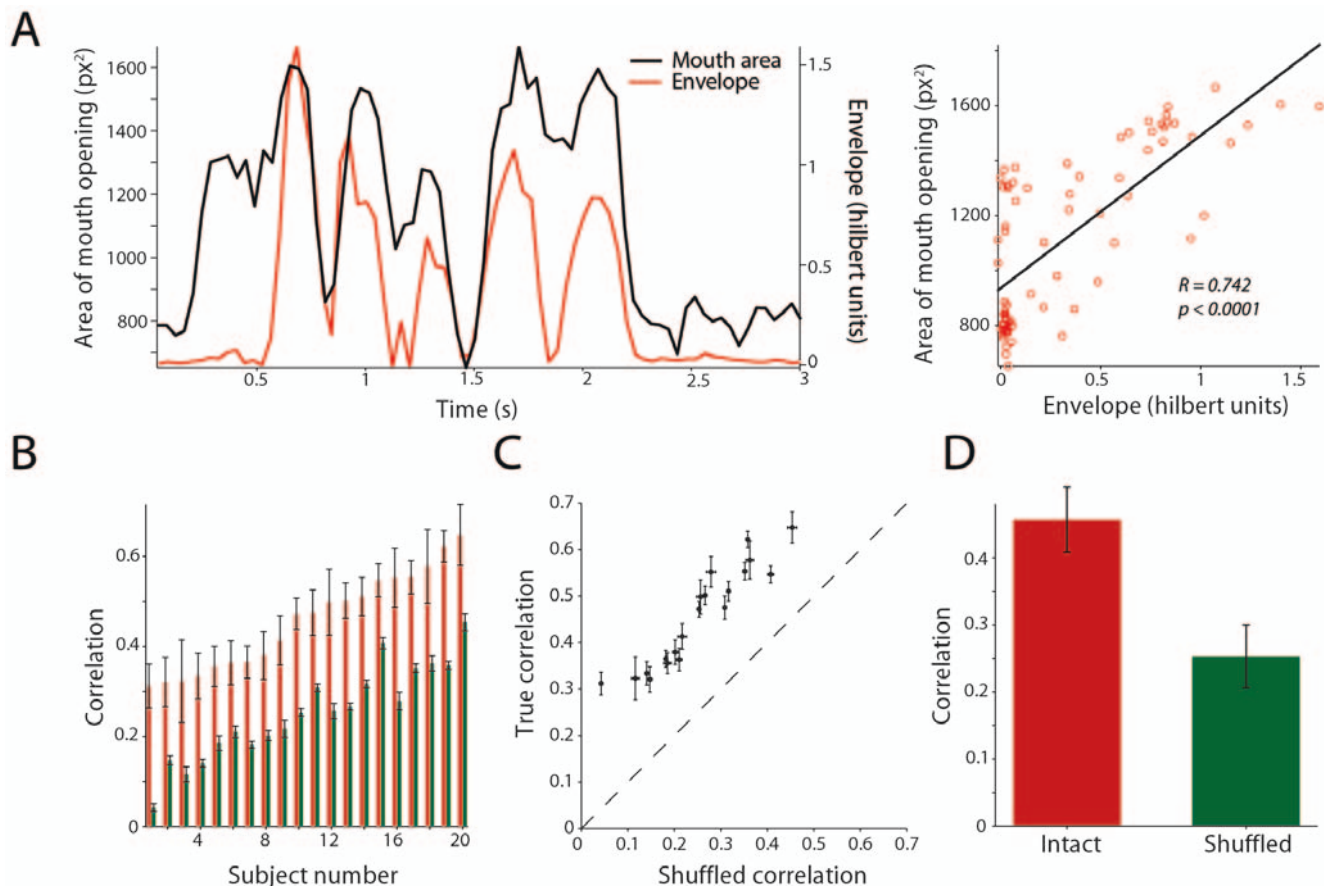 A
Area of mouth opening (px²)
1600
1400
1200
1000
800
Mouth area
Envelope
1.5
1
0.5
0
Envelope (hilbert units)
0.5
1
1.5
2
2.5
3
Time (s)
Area of mouth opening (px²)
1600
1200
800
R = 0.742
p < 0.0001
0
0.5
1
1.5
Envelope (hilbert units)
B
Correlation
0.6
0.4
0.2
0
4
8
12
16
20
Subject number
C
True correlation
0.7
0.6
0.5
0.4
0.3
0.2
0.1
0
0
0.1
0.2
0.3
0.4
0.5
0.6
0.7
Shuffled correlation
D
Correlation
0.4
0.3
0.2
0.1
0
Intact
Shuffled